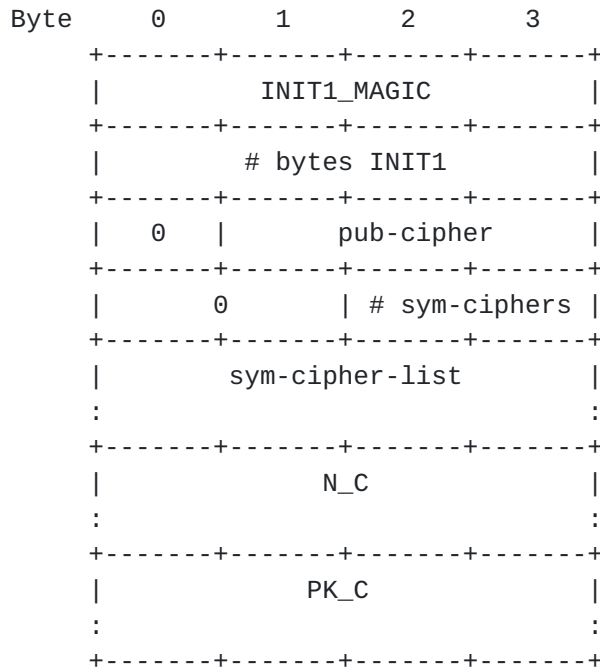 Byte 0 1 2 3
INIT1_MAGIC
# bytes INIT1
0 pub-cipher
0 # sym-ciphers
sym-cipher-list
N_C
PK_C